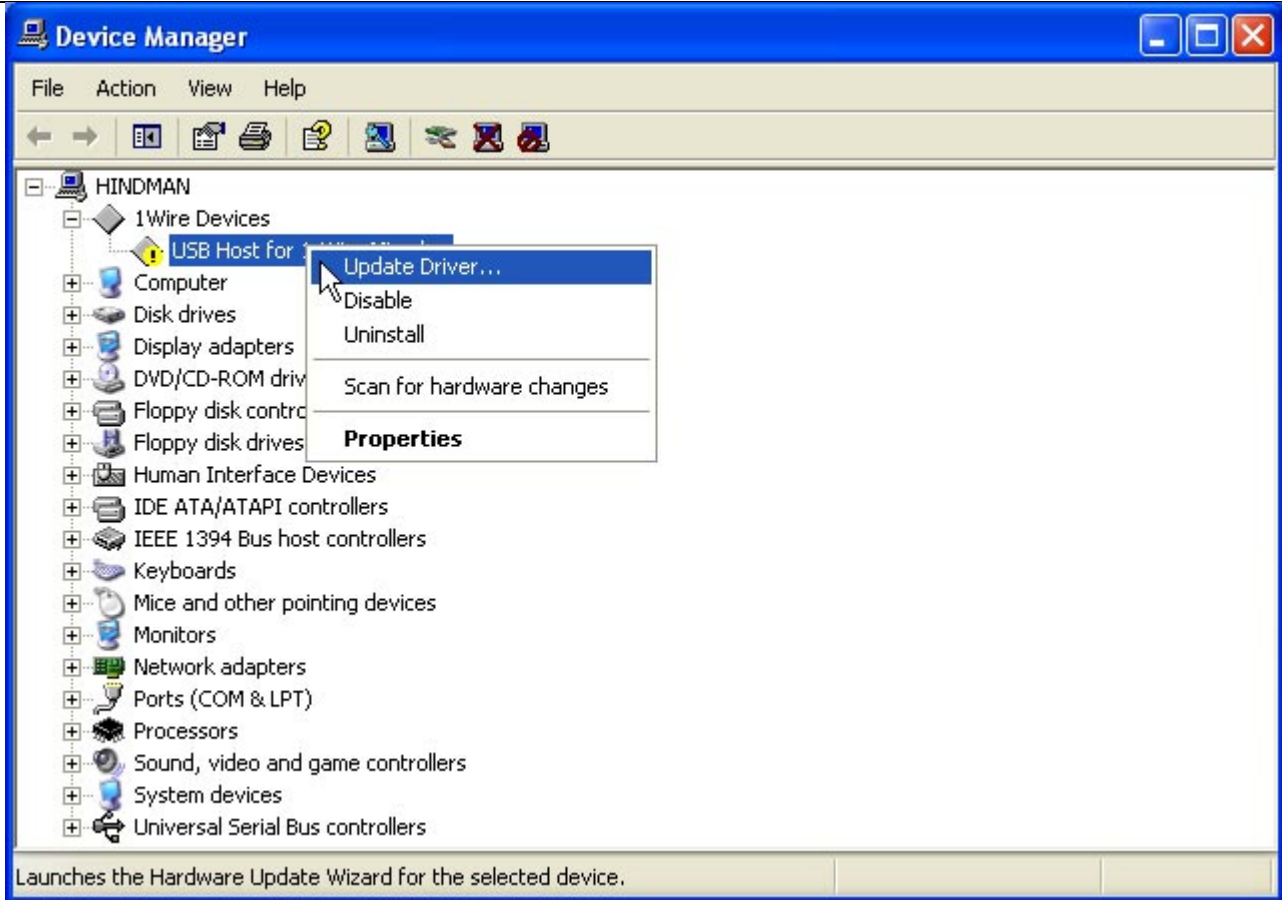 Device Manager
File Action View Help
HINDMAN
1Wire Devices
USB Host for
Update Driver...
Computer
Disable
Disk drives
Uninstall
Display adapters
DVD/CD-ROM driv
Scan for hardware changes
Floppy disk contro
Floppy disk drives
Properties
Human Interface Devices
IDE ATA/ATAPI controllers
IEEE 1394 Bus host controllers
Keyboards
Mice and other pointing devices
Monitors
Network adapters
Ports (COM & LPT)
Processors
Sound, video and game controllers
System devices
Universal Serial Bus controllers
Launches the Hardware Update Wizard for the selected device.